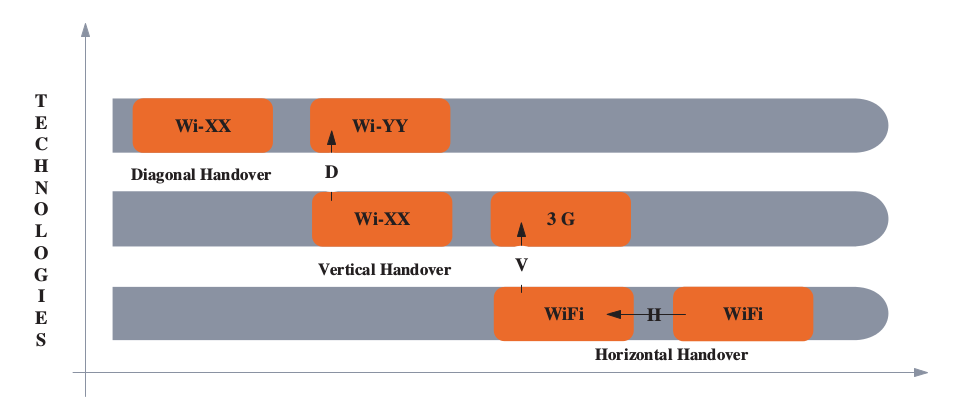 TECHNOLOGIES
Wi-XX
Wi-YY
Diagonal Handover
D
Wi-XX
3 G
Vertical Handover
V
WiFi
H
WiFi
Horizontal Handover